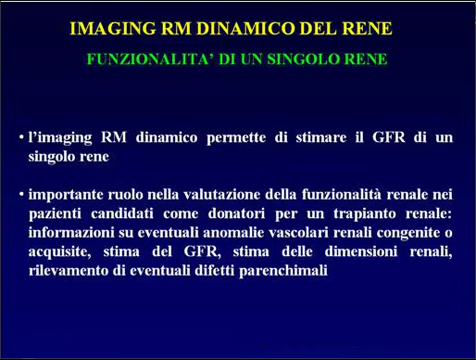 IMAGING RM DINAMICO DEL RENE
FUNZIONALITA' DI UN SINGOLO RENE
• l'imaging RM dinamico permette di stimare il GFR di un
singolo rene
• importante ruolo nella valutazione della funzionalità renale nei
pazienti candidati come donatori per un trapianto renale:
informazioni su eventuali anomalie vascolari renali congenite o
acquisite, stima del GFR, stima delle dimensioni renali,
rilevamento di eventuali difetti parenchimali